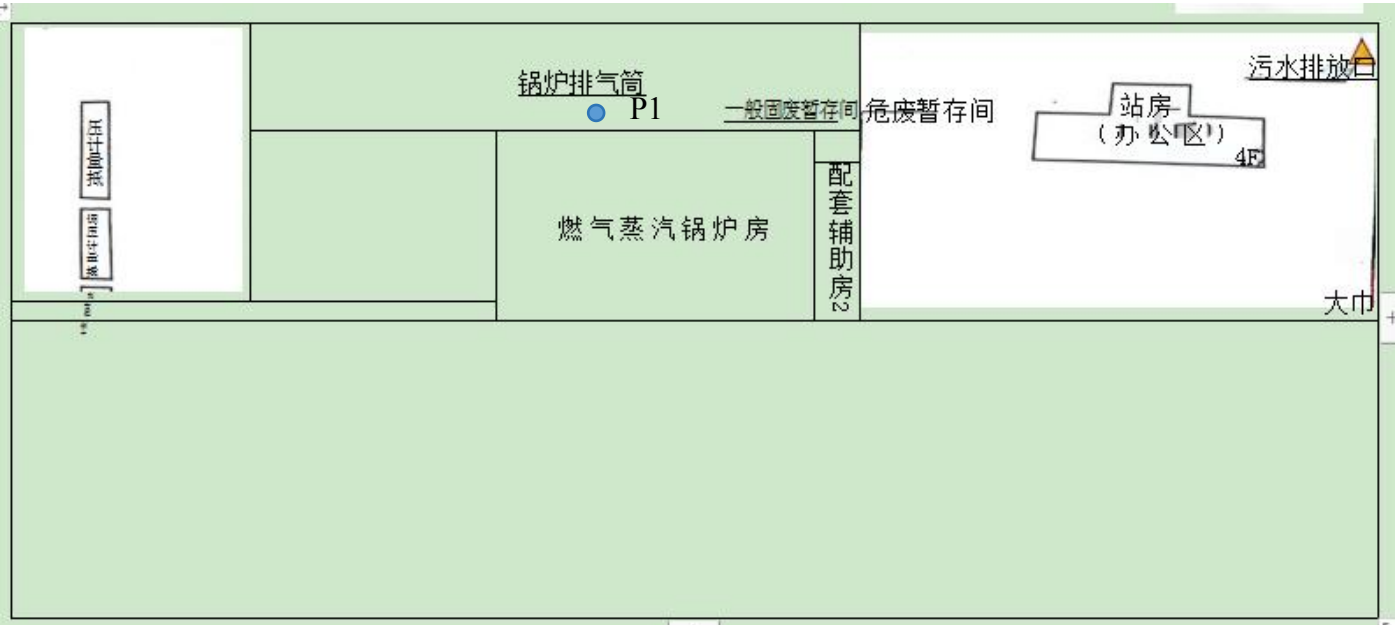 污水排放口
锅炉排气筒
P1
一般固废暂存间
危废暂存间
站房
(办公区)
4F
燃气蒸汽锅炉房
配套辅助房2
大巾